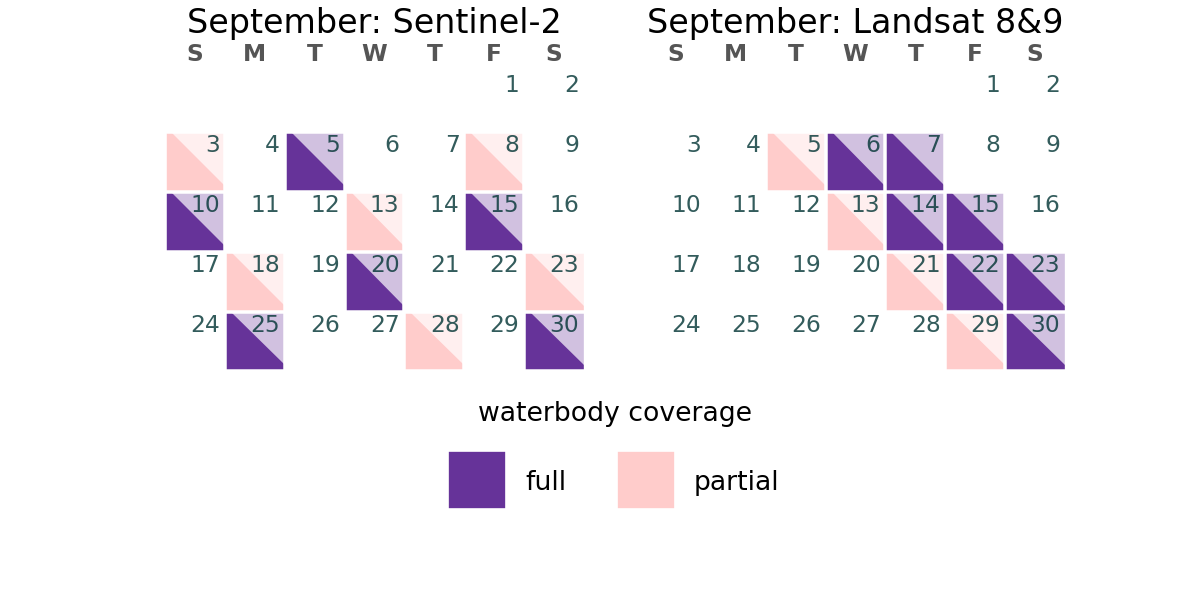 September: Sentinel-2
S M T W T F S
1 2
3 4 5 6 7 8 9
10 11 12 13 14 15 16
17 18 19 20 21 22 23
24 25 26 27 28 29 30
September: Landsat 8&9
S M T W T F S
1 2
3 4 5 6 7 8 9
10 11 12 13 14 15 16
17 18 19 20 21 22 23
24 25 26 27 28 29 30
waterbody coverage
full
partial